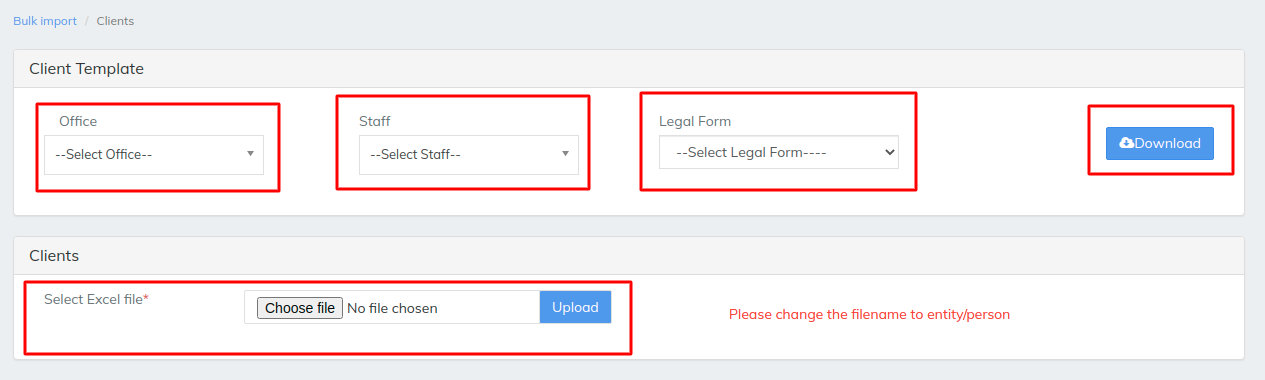 Bulk import / Clients
Client Template
Office Staff Legal Form
--Select Office-- --Select Staff-- --Select Legal Form---- Download
Clients
Select Excel file* Choose file No file chosen Upload Please change the filename to entity/person